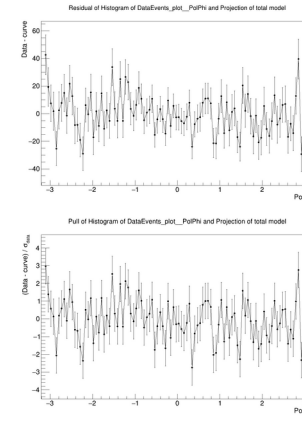 Residual of Histogram of DataEvents_plot__PolPhi and Projection of total model
Data - curve
60
40
20
0
−20
−40
−3 −2 −1 0 1 2
Po
Pull of Histogram of DataEvents_plot__PolPhi and Projection of total model
(Data - curve) / σdata
4
3
2
1
0
−1
−2
−3
−4
−3 −2 −1 0 1 2
Po